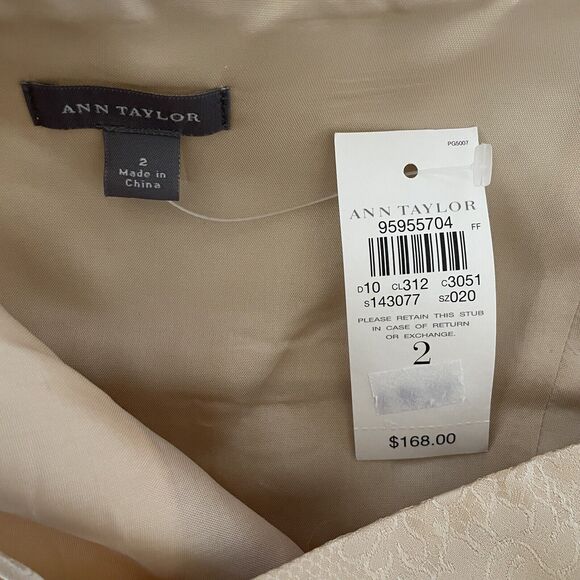 ANN TAYLOR
2
Made in
China
PG5007
ANN TAYLOR
95955704 FF
D10 CL312 C3051
S143077 SZ020
PLEASE RETAIN THIS STUB
IN CASE OF RETURN
OR EXCHANGE.
2
$168.00